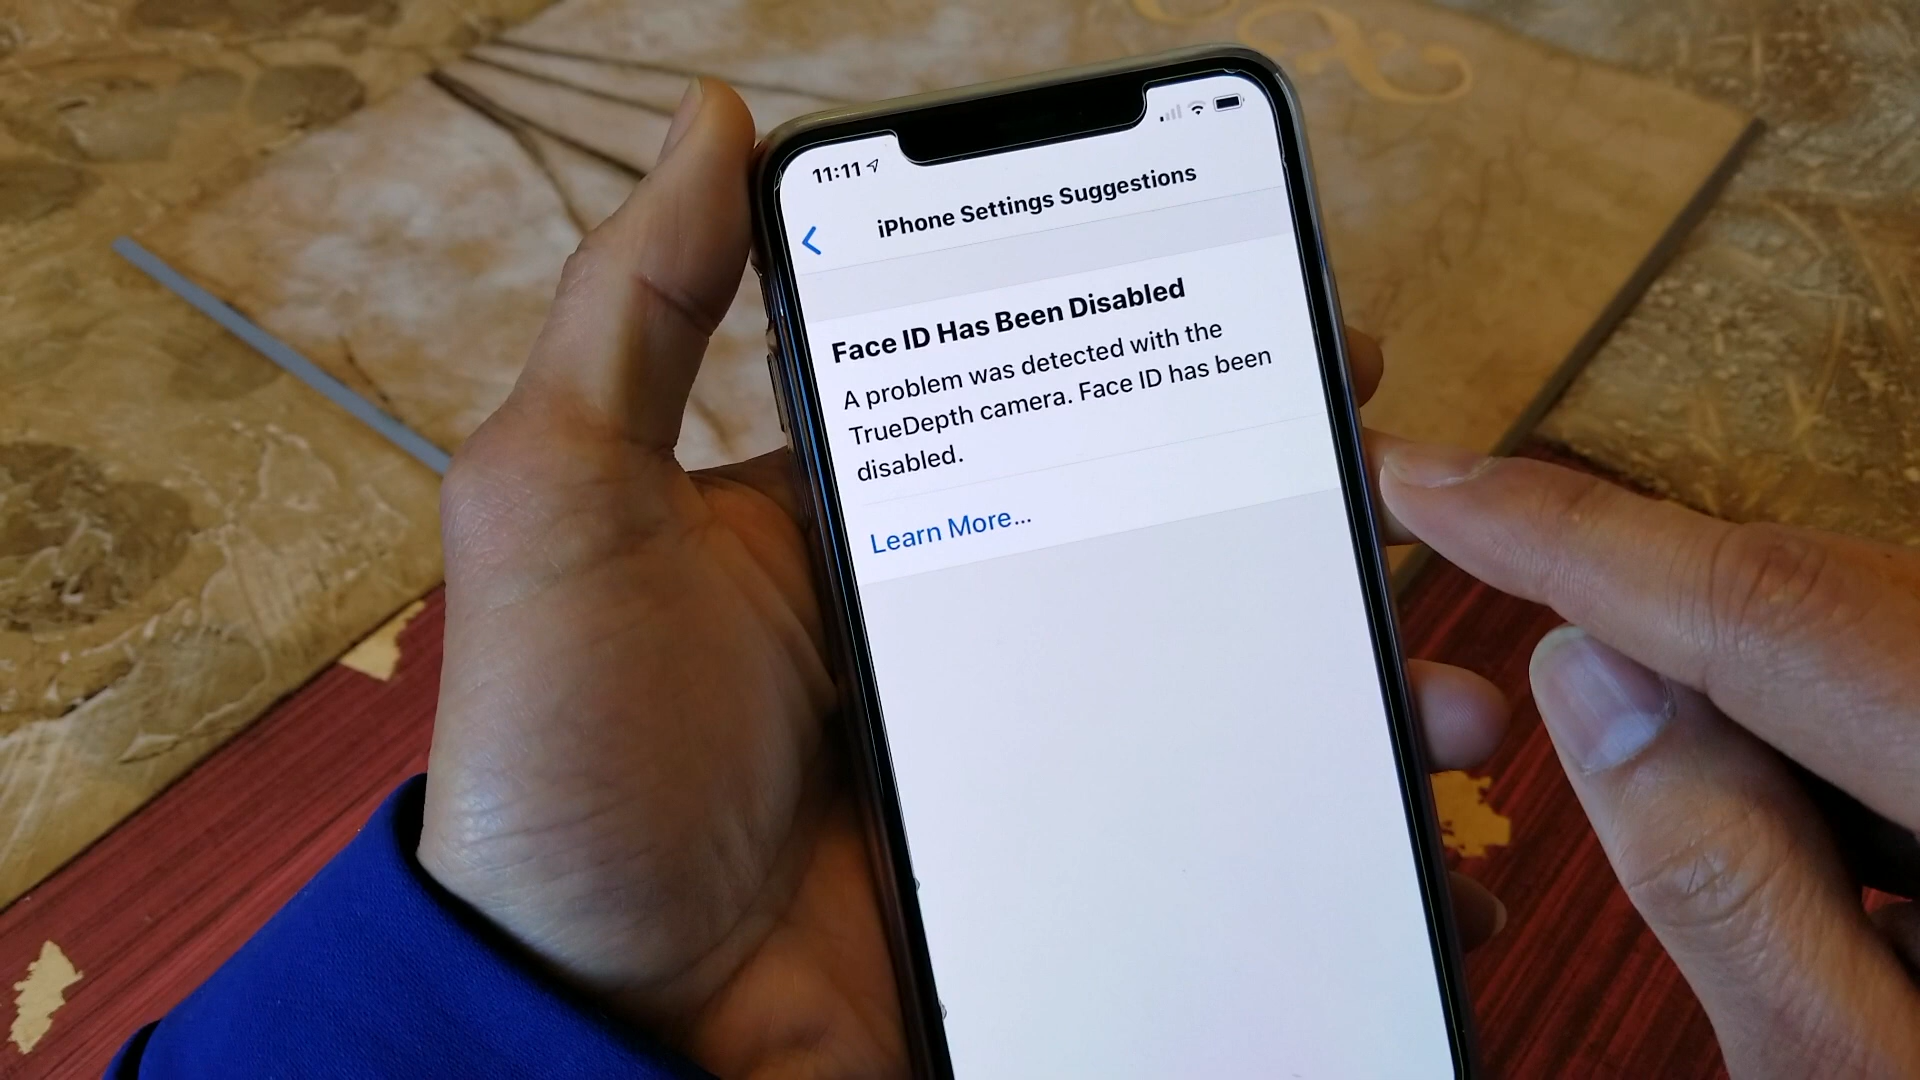 11:11
iPhone Settings Suggestions
Face ID Has Been Disabled
A problem was detected with the
TrueDepth camera. Face ID has been
disabled.
Learn More...